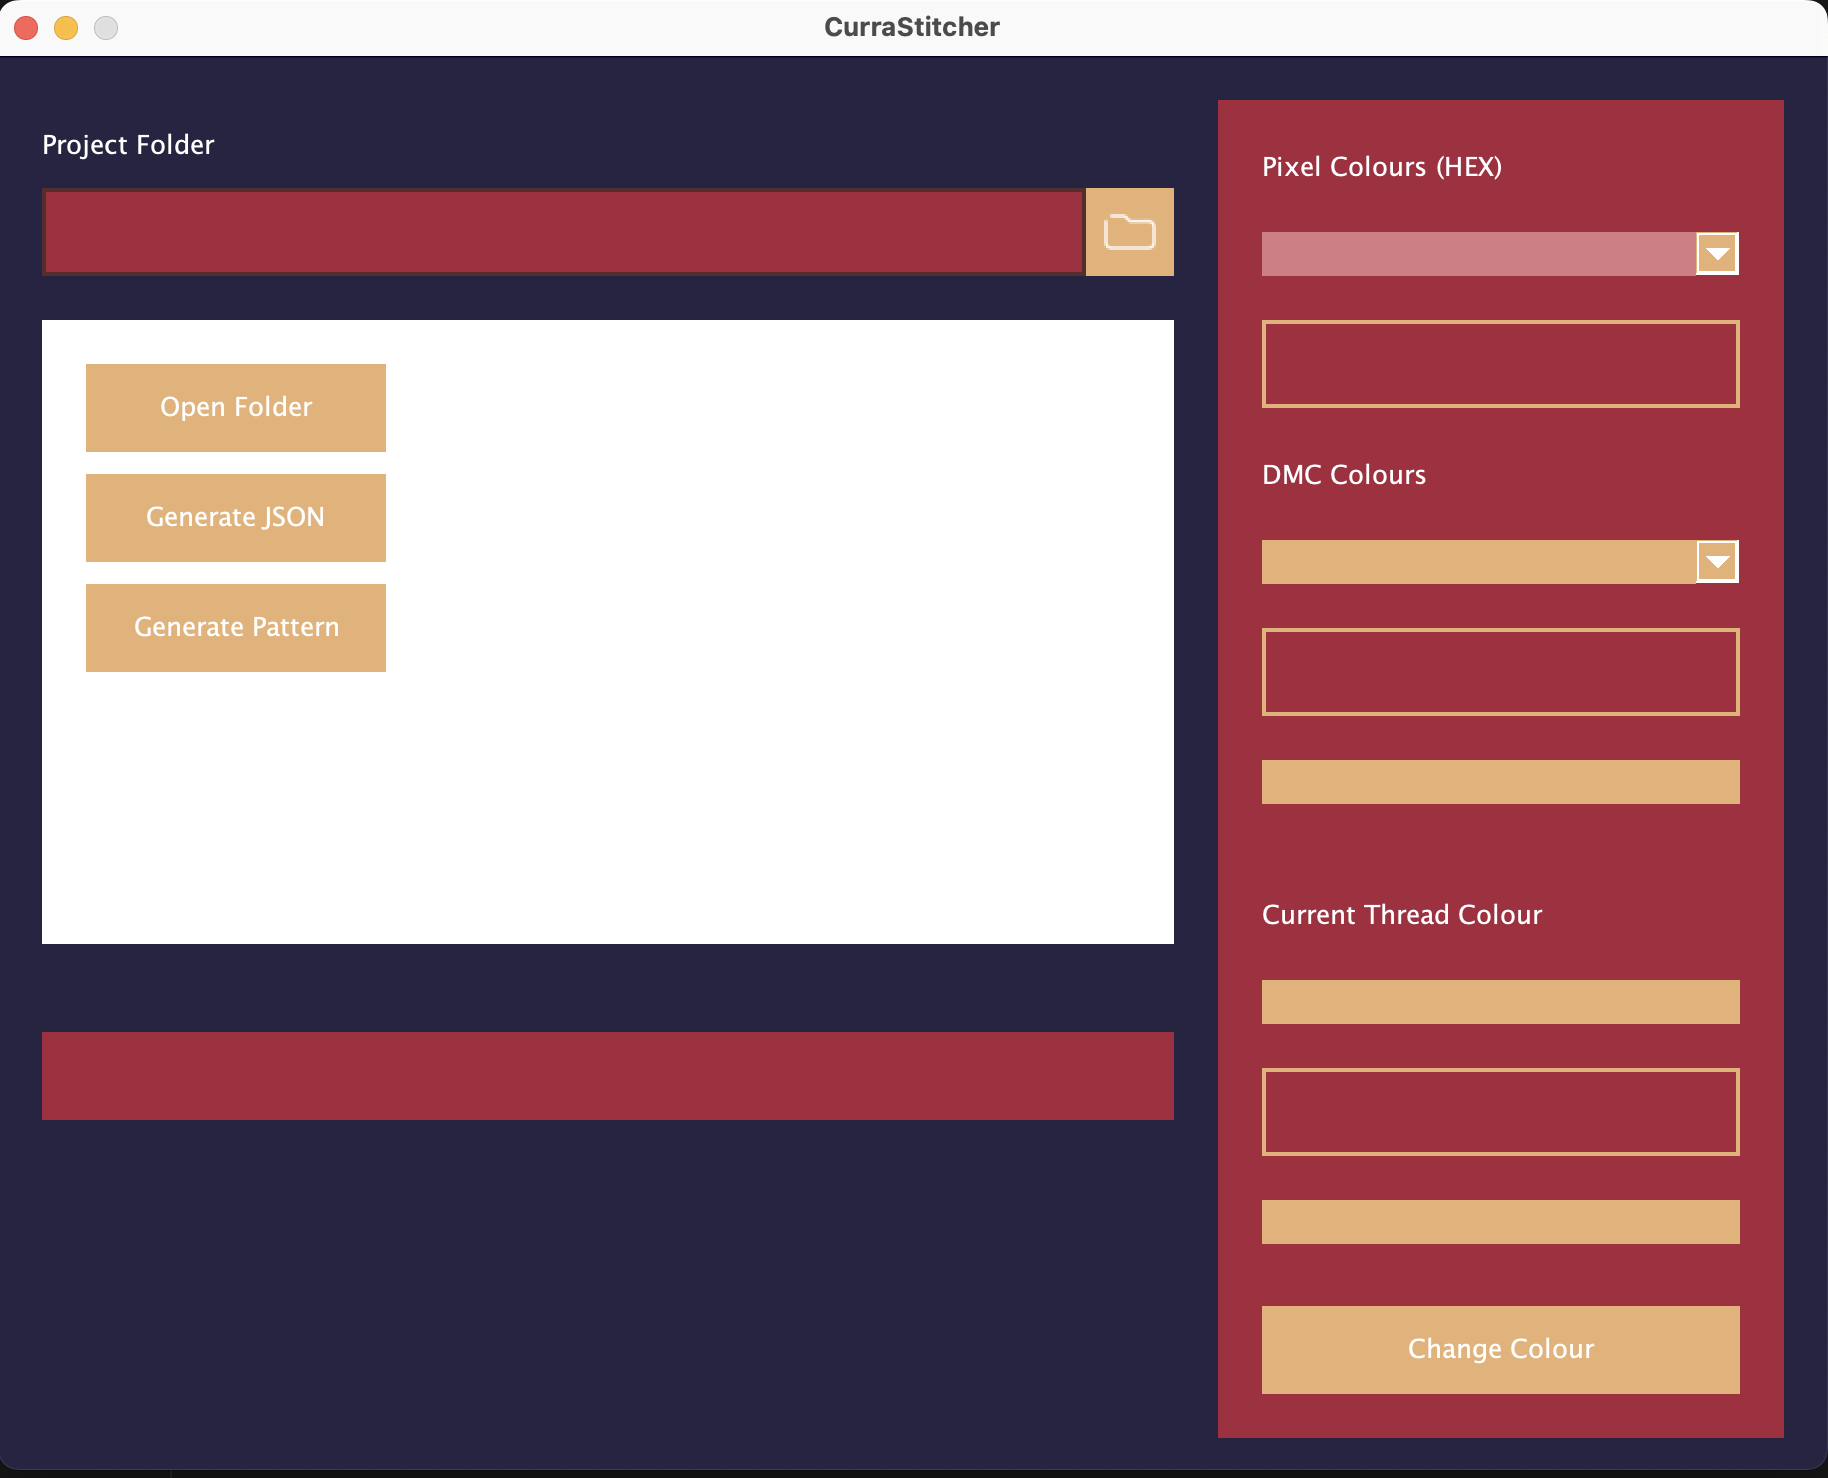 CurraStitcher
Project Folder
Open Folder
Generate JSON
Generate Pattern
Pixel Colours (HEX)
DMC Colours
Current Thread Colour
Change Colour